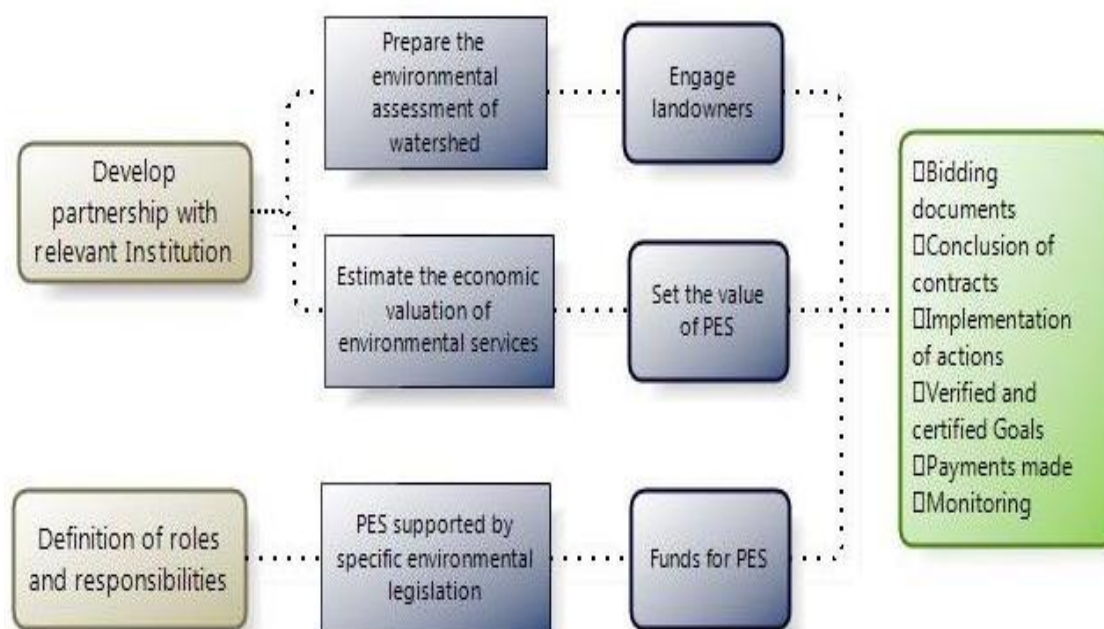 Prepare the
environmental
assessment of
watershed
Engage
landowners
Develop
partnership with
relevant Institution
Estimate the economic
valuation of
environmental services
Set the value
of PES
Definition of roles
and responsibilities
PES supported by
specific environmental
legislation
Funds for PES
▯Bidding
documents
▯Conclusion of
contracts
▯Implementation
of actions
▯Verified and
certified Goals
▯Payments made
▯Monitoring